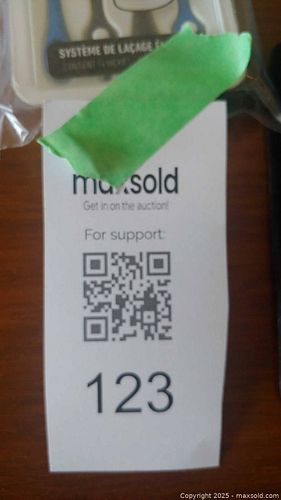 SYSTÈME DE LAÇAGE
maxsold
Get in on the auction!
For support:
123
Copyright 2025 - maxsold.com